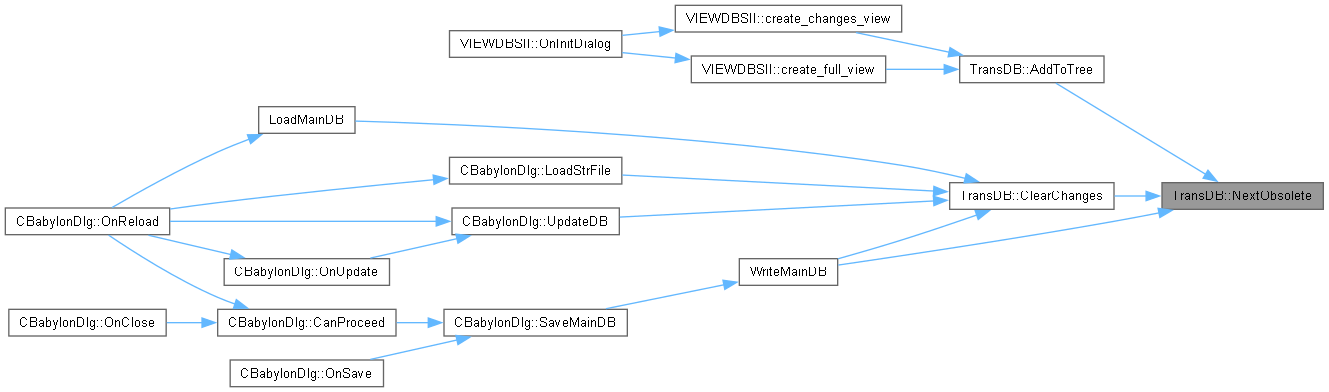 VIEWDBSII::create_changes_view
VIEWDBSII::OnInitDialog
VIEWDBSII::create_full_view
TransDB::AddToTree
LoadMainDB
CBabylonDlg::LoadStrFile
TransDB::ClearChanges
TransDB::NextObsolete
CBabylonDlg::OnReload
CBabylonDlg::UpdateDB
CBabylonDlg::OnUpdate
WriteMainDB
CBabylonDlg::OnClose
CBabylonDlg::CanProceed
CBabylonDlg::SaveMainDB
CBabylonDlg::OnSave